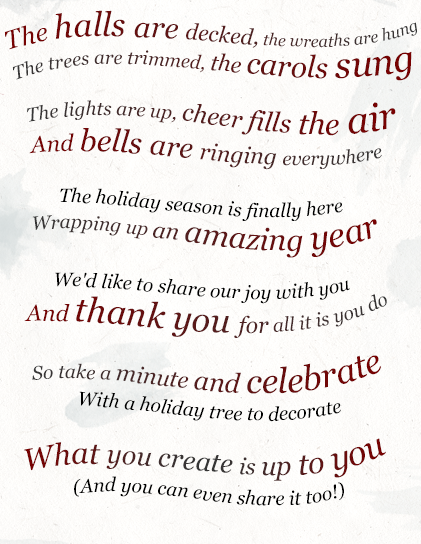 The halls are decked, the wreaths are hung
The trees are trimmed, the carols sung
The lights are up, cheer fills the air
And bells are ringing everywhere
The holiday season is finally here
Wrapping up an amazing year
We'd like to share our joy with you
And thank you for all it is you do
So take a minute and celebrate
With a holiday tree to decorate
What you create is up to you
(And you can even share it too!)